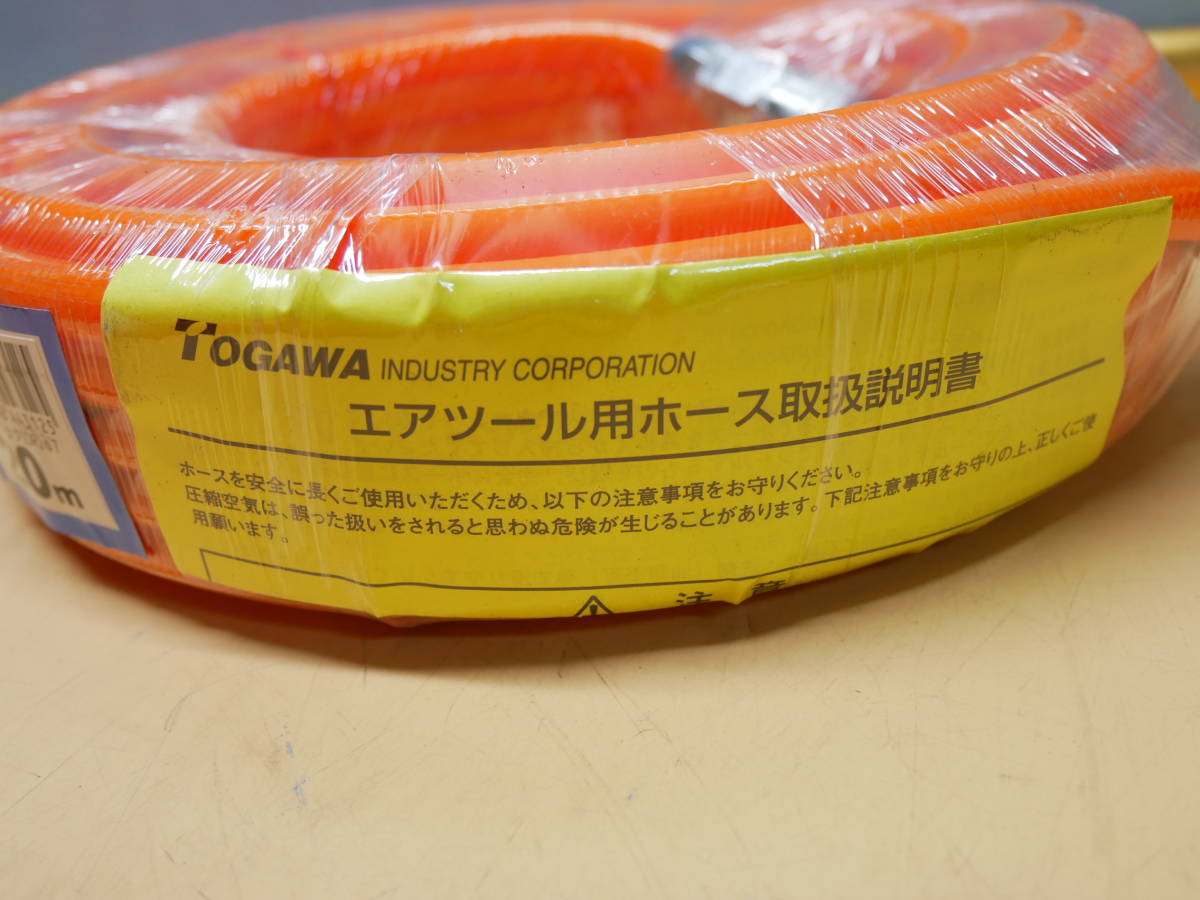 TOGAWA INDUSTRY CORPORATION
エアツール用ホース取扱説明書
ホースを安全に長くご使用いただくため、以下の注意事項をお守りください。
圧縮空気は、誤った扱いをされると思わぬ危険が生じることがあります。下記注意事項をお守りの上、正しくご使
用願います。
注意
0m